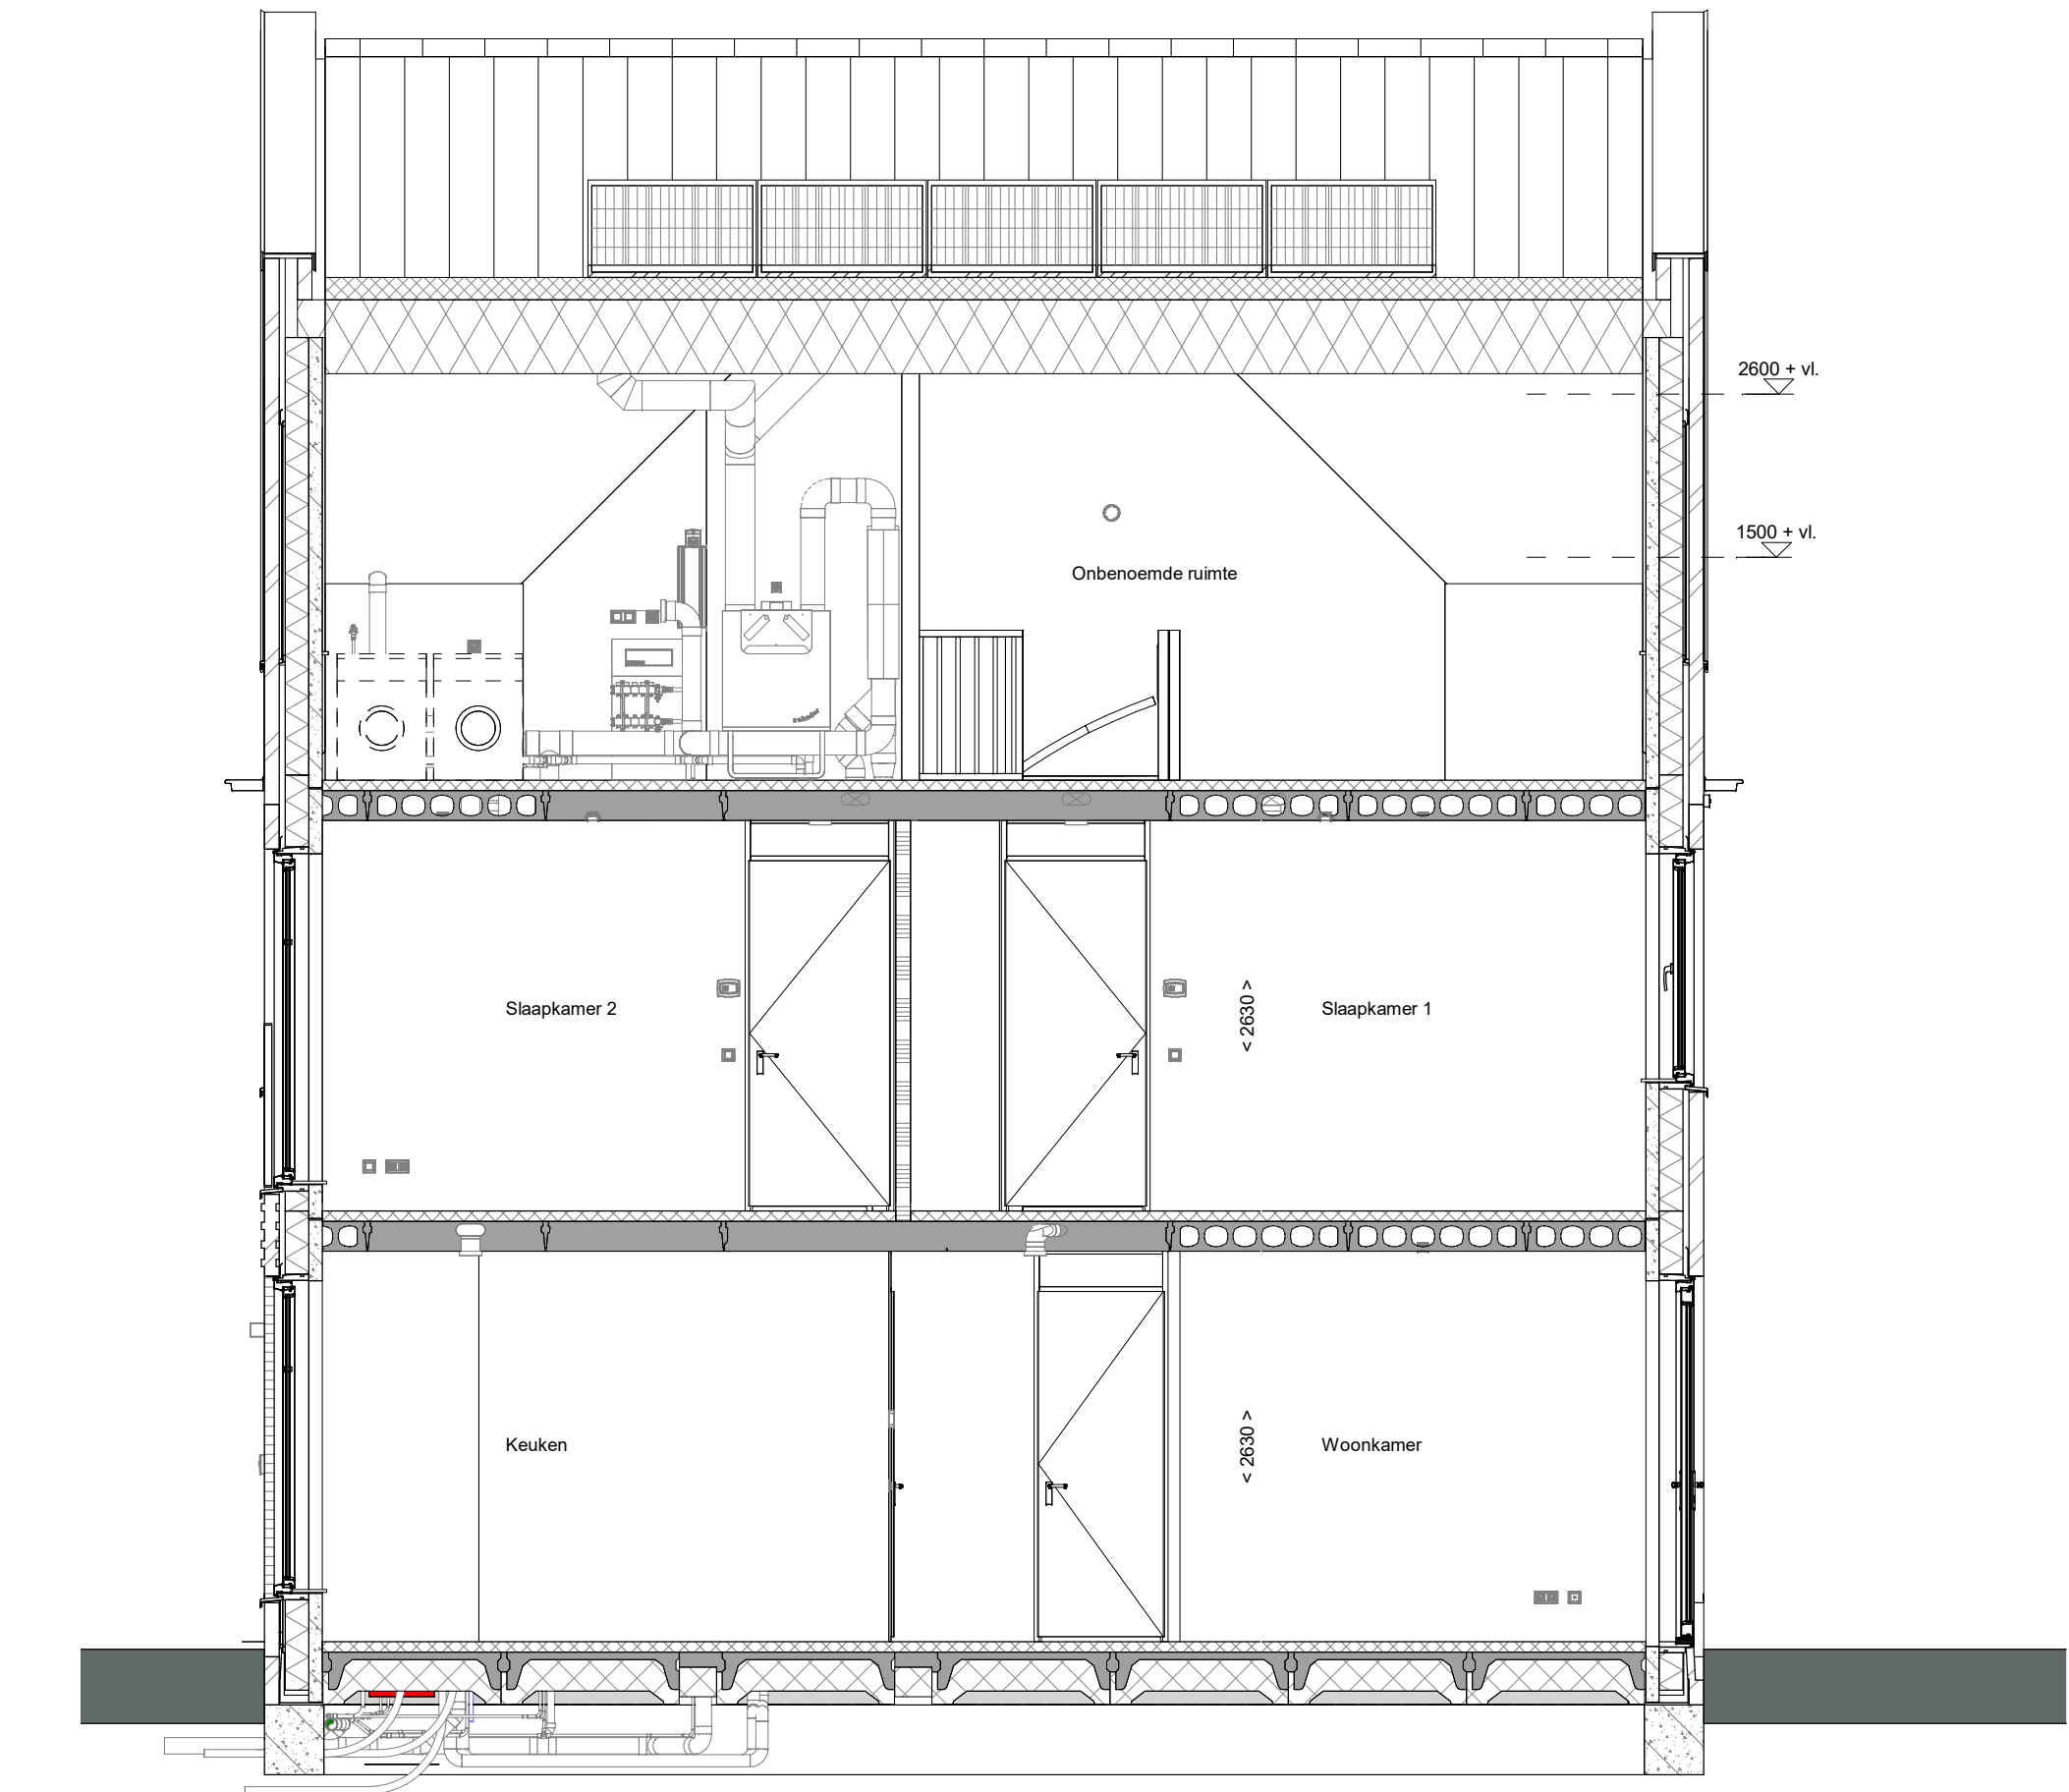 2600 + vl.
1500 + vl.
Onbenoemde ruimte
Slaapkamer 2
< 2630 >
Slaapkamer 1
Keuken
< 2630 >
Woonkamer